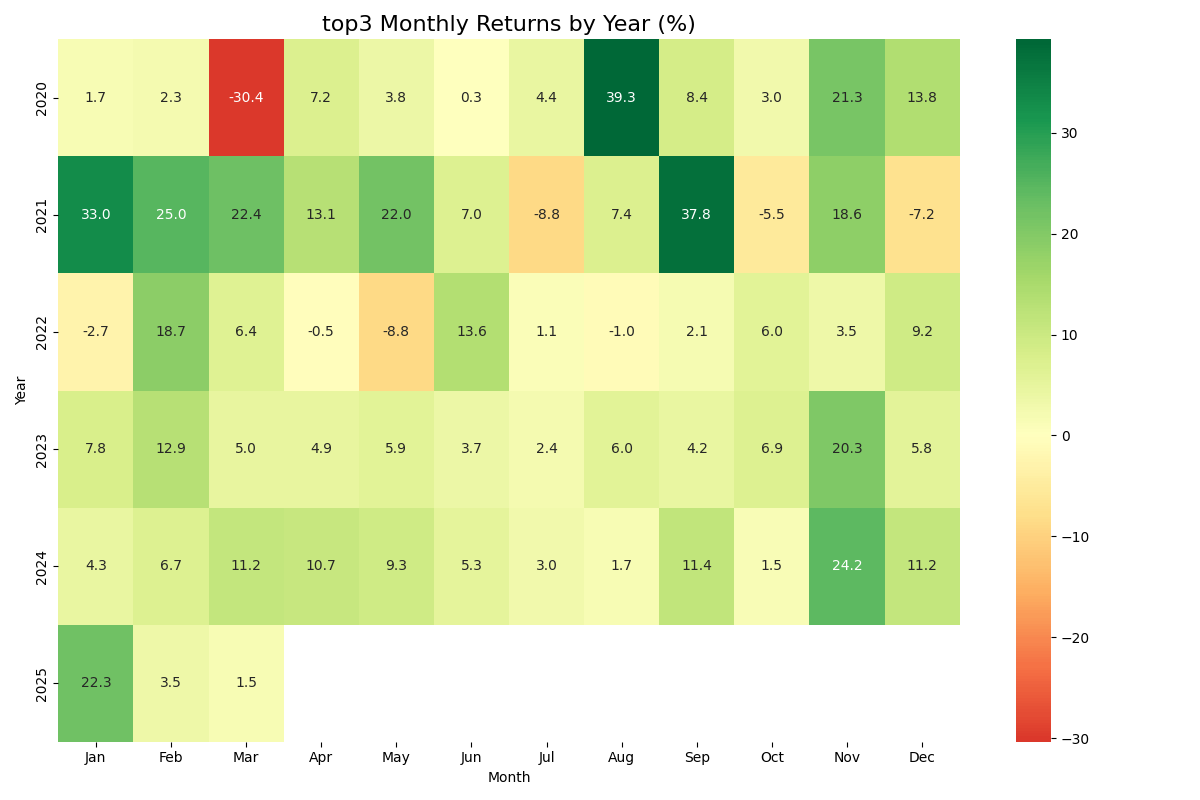 top3 Monthly Returns by Year (%)
2020 1.7 2.3 -30.4 7.2 3.8 0.3 4.4 39.3 8.4 3.0 21.3 13.8
2021 33.0 25.0 22.4 13.1 22.0 7.0 -8.8 7.4 37.8 -5.5 18.6 -7.2
2022 -2.7 18.7 6.4 -0.5 -8.8 13.6 1.1 -1.0 2.1 6.0 3.5 9.2
2023 7.8 12.9 5.0 4.9 5.9 3.7 2.4 6.0 4.2 6.9 20.3 5.8
2024 4.3 6.7 11.2 10.7 9.3 5.3 3.0 1.7 11.4 1.5 24.2 11.2
2025 22.3 3.5 1.5
Year
Jan Feb Mar Apr May Jun Jul Aug Sep Oct Nov Dec
Month
30
20
10
0
−10
−20
−30